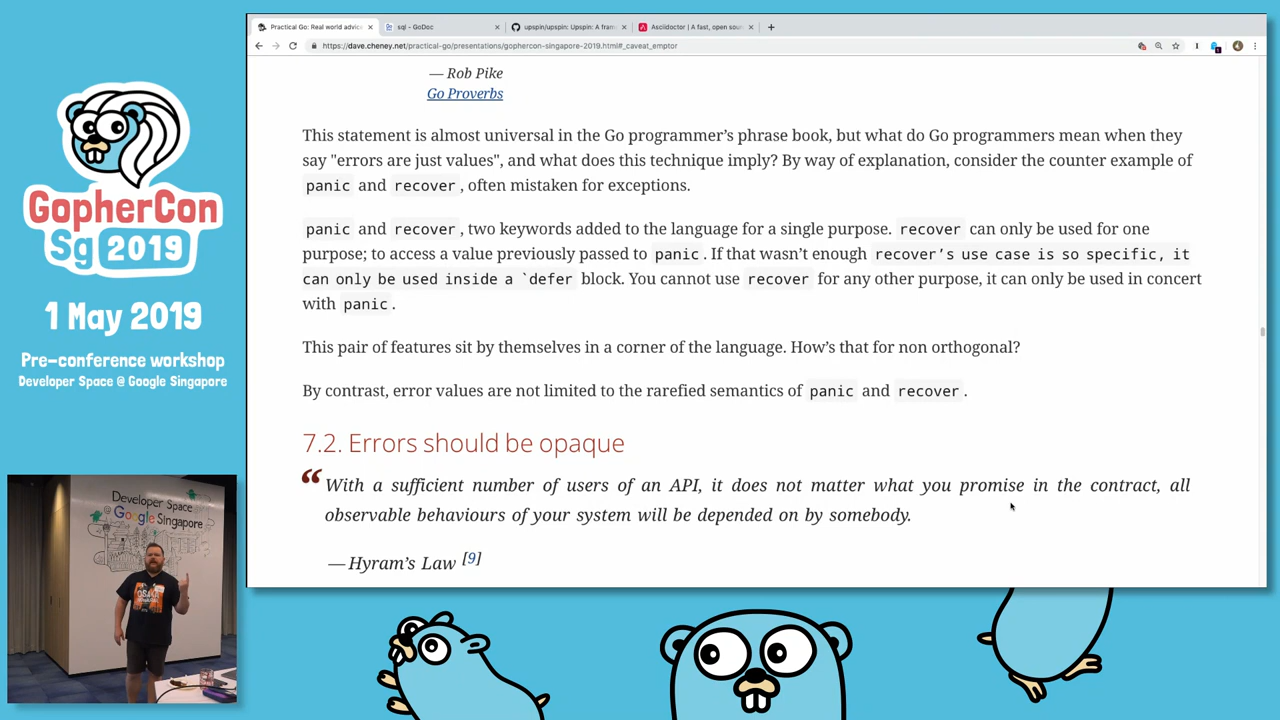 Practical Go: Real world advic
sql - GoDoc
upspin/upspin: Upspin: A fram
Asciidoctor | A fast, open sour
https://dave.cheney.net/practical-go/presentations/gophercon-singapore-2019.html#_caveat_emptor
— Rob Pike
Go Proverbs
This statement is almost universal in the Go programmer’s phrase book, but what do Go programmers mean when they
say "errors are just values", and what does this technique imply? By way of explanation, consider the counter example of
panic and recover, often mistaken for exceptions.
panic and recover, two keywords added to the language for a single purpose. recover can only be used for one
purpose; to access a value previously passed to panic. If that wasn’t enough recover’s use case is so specific, it
can only be used inside a `defer block. You cannot use recover for any other purpose, it can only be used in concert
with panic.
This pair of features sit by themselves in a corner of the language. How’s that for non orthogonal?
By contrast, error values are not limited to the rarefied semantics of panic and recover.
7.2. Errors should be opaque
“ With a sufficient number of users of an API, it does not matter what you promise in the contract, all
observable behaviours of your system will be depended on by somebody.
— Hyram’s Law [9]
GopherCon
Sg 2019
1 May 2019
Pre-conference workshop
Developer Space @ Google Singapore
Developer Space
@ Google Singapore